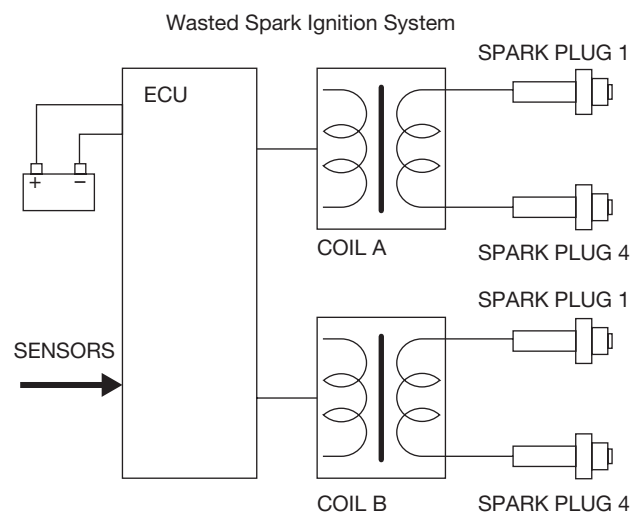 Wasted Spark Ignition System
SPARK PLUG 1
ECU
+ −
COIL A
SPARK PLUG 4
SPARK PLUG 1
SENSORS
COIL B
SPARK PLUG 4